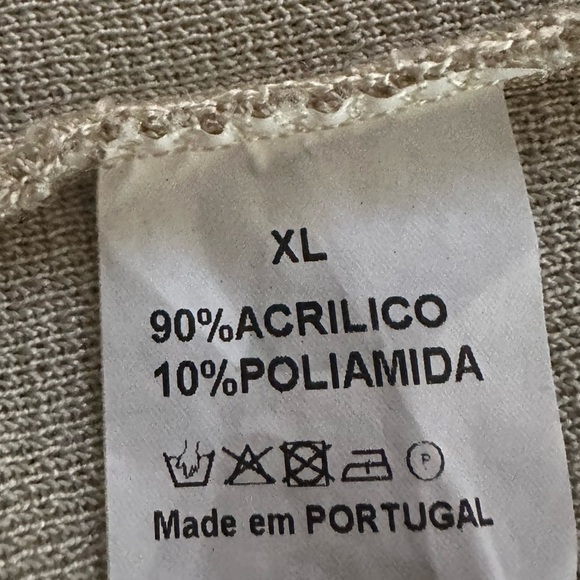 XL
90%ACRILICO
10%POLIAMIDA
P
Made em PORTUGAL